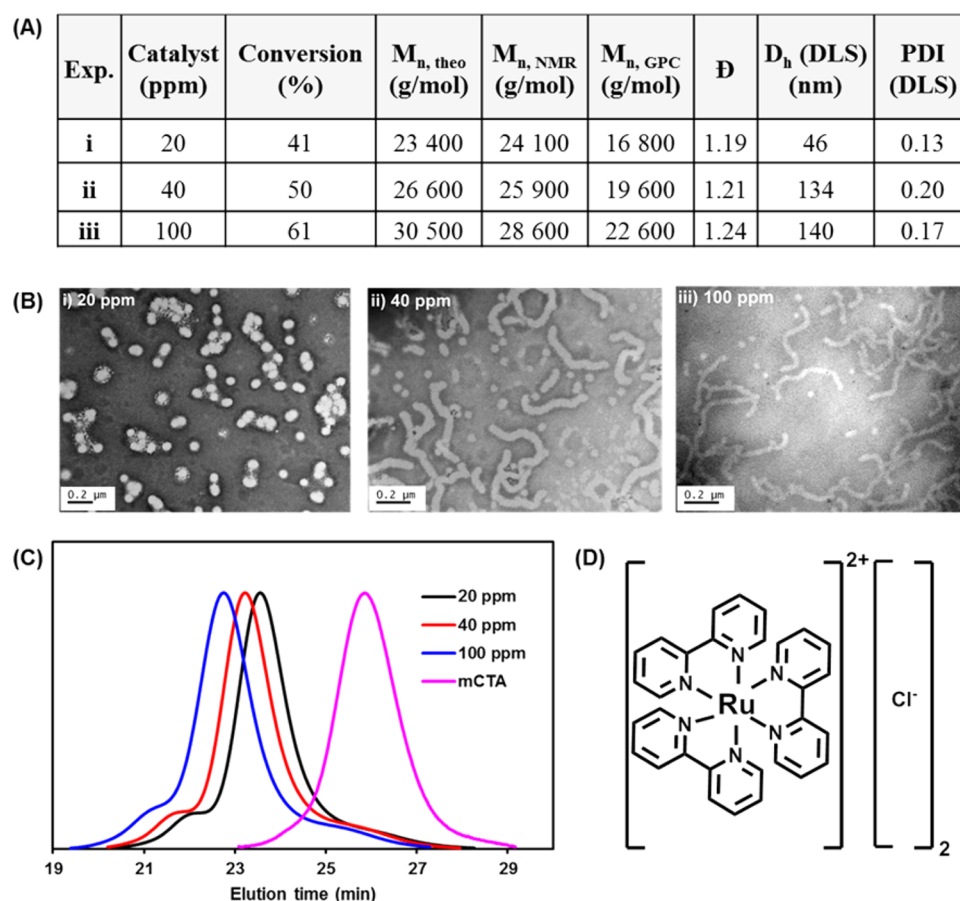 (A)
Exp. Catalyst (ppm) Conversion (%) Mn, theo (g/mol) Mn, NMR (g/mol) Mn, GPC (g/mol) Đ Dh (DLS) (nm) PDI (DLS)
i 20 41 23 400 24 100 16 800 1.19 46 0.13
ii 40 50 26 600 25 900 19 600 1.21 134 0.20
iii 100 61 30 500 28 600 22 600 1.24 140 0.17
(B)
i) 20 ppm
ii) 40 ppm
iii) 100 ppm
0.2 µm
0.2 µm
0.2 µm
(C)
20 ppm
40 ppm
100 ppm
mCTA
19 21 23 25 27 29
Elution time (min)
(D)
2+
N
N
N
Ru
N
N
N
Cl-
2